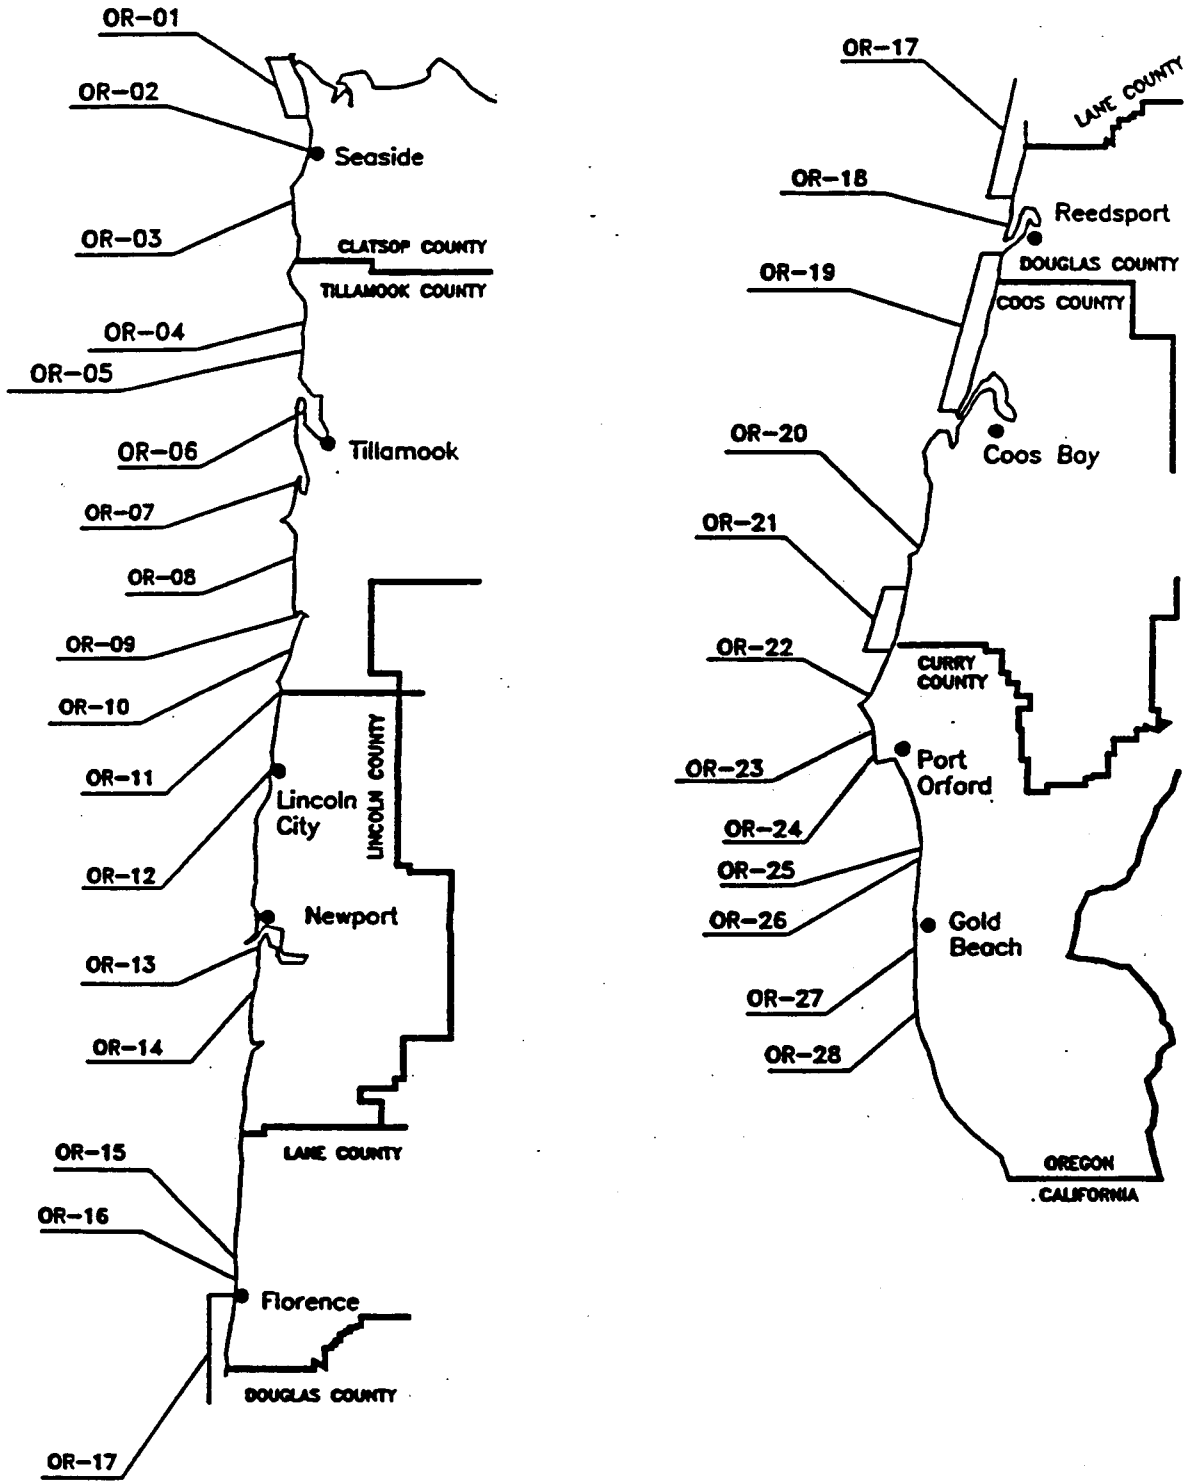 OR-01
OR-02
Seaside
OR-03
CLATSOP COUNTY
TILLAMOOK COUNTY
OR-04
OR-05
OR-06
Tillamook
OR-07
OR-08
OR-09
OR-10
LINCOLN COUNTY
OR-11
Lincoln
City
OR-12
Newport
OR-13
OR-14
LANE COUNTY
OR-15
OR-16
Florence
DOUGLAS COUNTY
OR-17
OR-17
LANE COUNTY
OR-18
Reedsport
DOUGLAS COUNTY
OR-19
COOS COUNTY
OR-20
Coos Bay
OR-21
OR-22
CURRY
COUNTY
OR-23
Port
Orford
OR-24
OR-25
OR-26
Gold
Beach
OR-27
OR-28
OREGON
CALIFORNIA